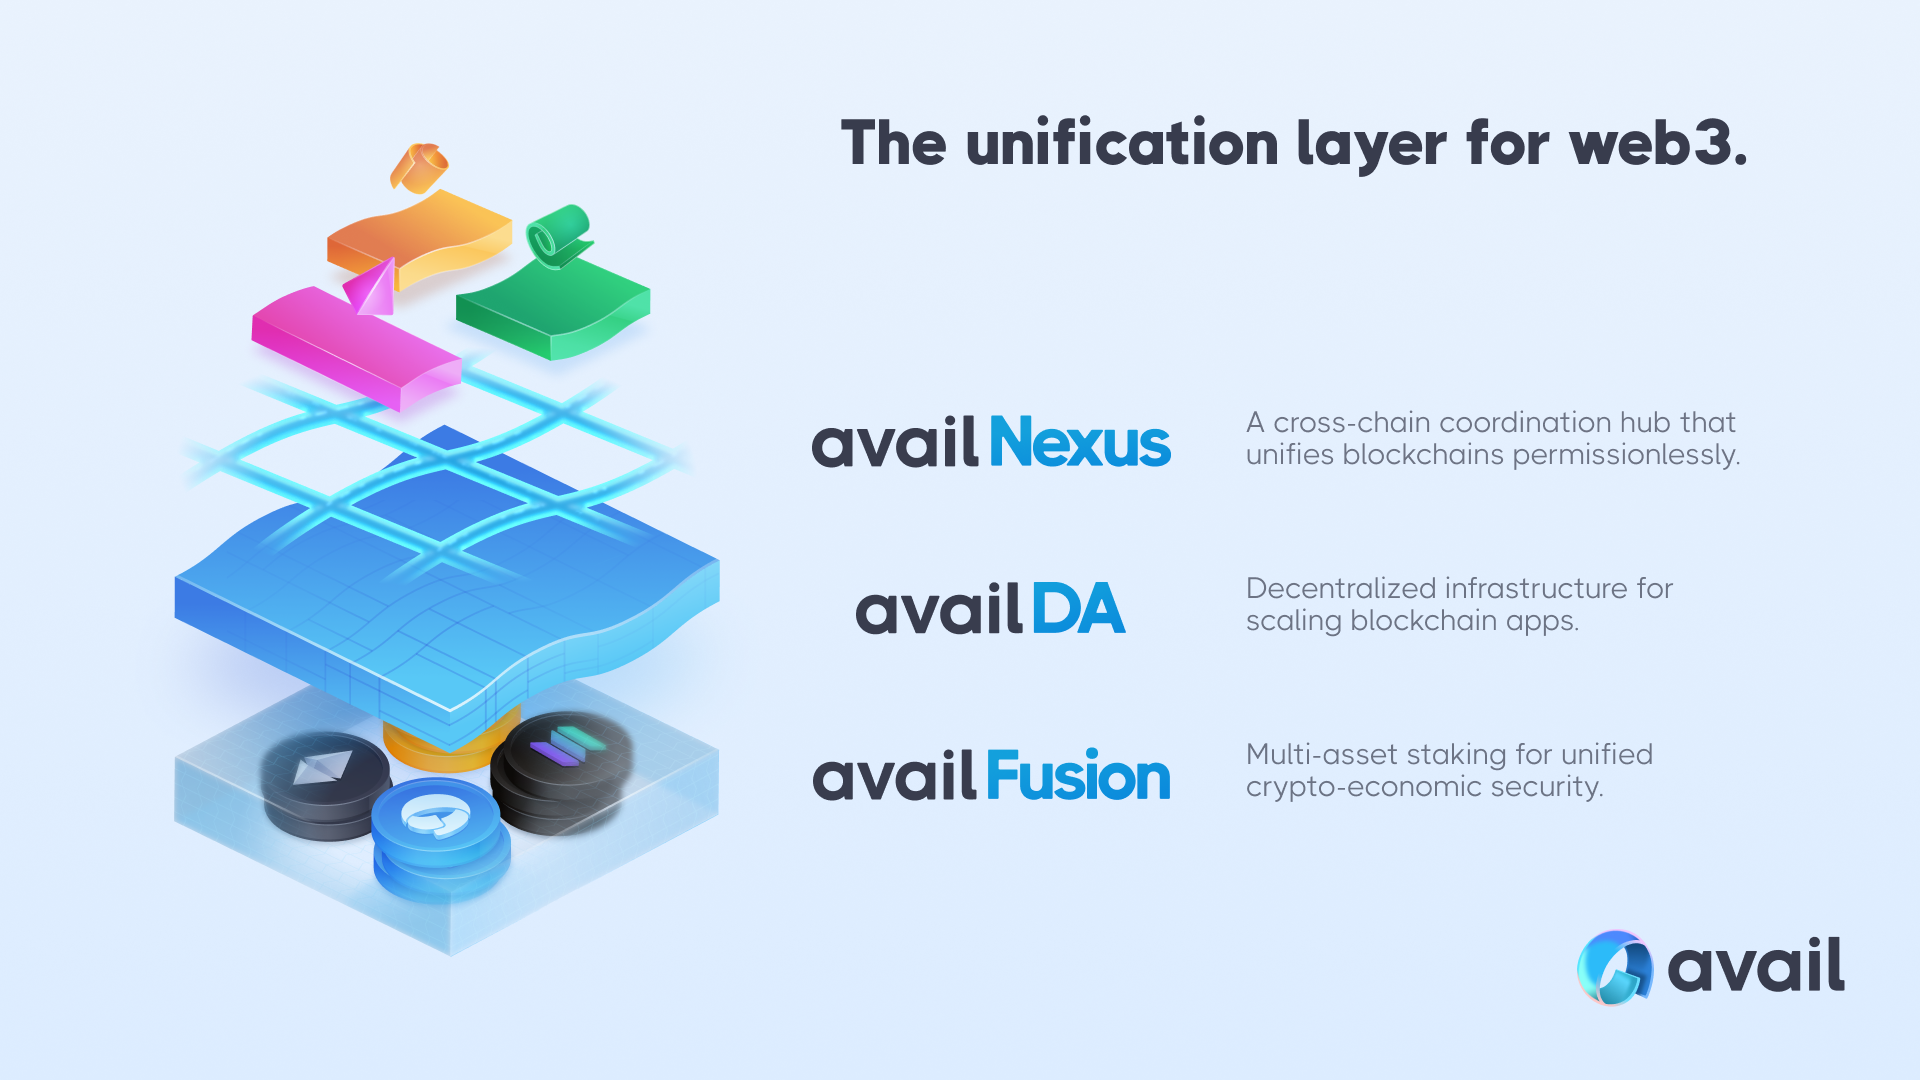 The unification layer for web3.
avail Nexus
A cross-chain coordination hub that
unifies blockchains permissionlessly.
avail DA
Decentralized infrastructure for
scaling blockchain apps.
avail Fusion
Multi-asset staking for unified
crypto-economic security.
avail